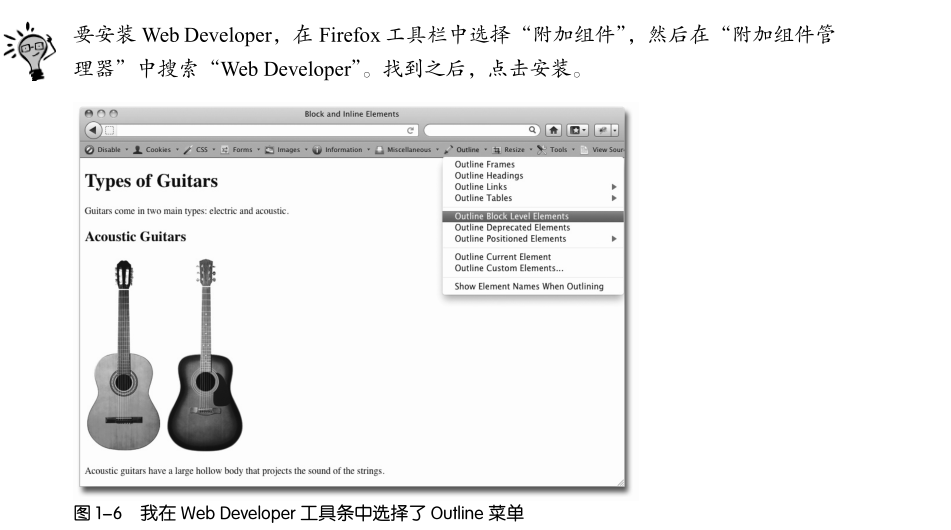 要安装 Web Developer，在 Firefox 工具栏中选择“附加组件”，然后在“附加组件管
理器”中搜索“Web Developer”。找到之后，点击安装。
Block and Inline Elements
Disable Cookies CSS Forms Images Information Miscellaneous Outline Resize Tools View Sour
Outline Frames
Outline Headings
Outline Links
Outline Tables
Outline Block Level Elements
Outline Deprecated Elements
Outline Positioned Elements
Outline Current Element
Outline Custom Elements...
Show Element Names When Outlining
Types of Guitars
Guitars come in two main types: electric and acoustic.
Acoustic Guitars
Acoustic guitars have a large hollow body that projects the sound of the strings.
图 1-6 我在 Web Developer 工具条中选择了 Outline 菜单